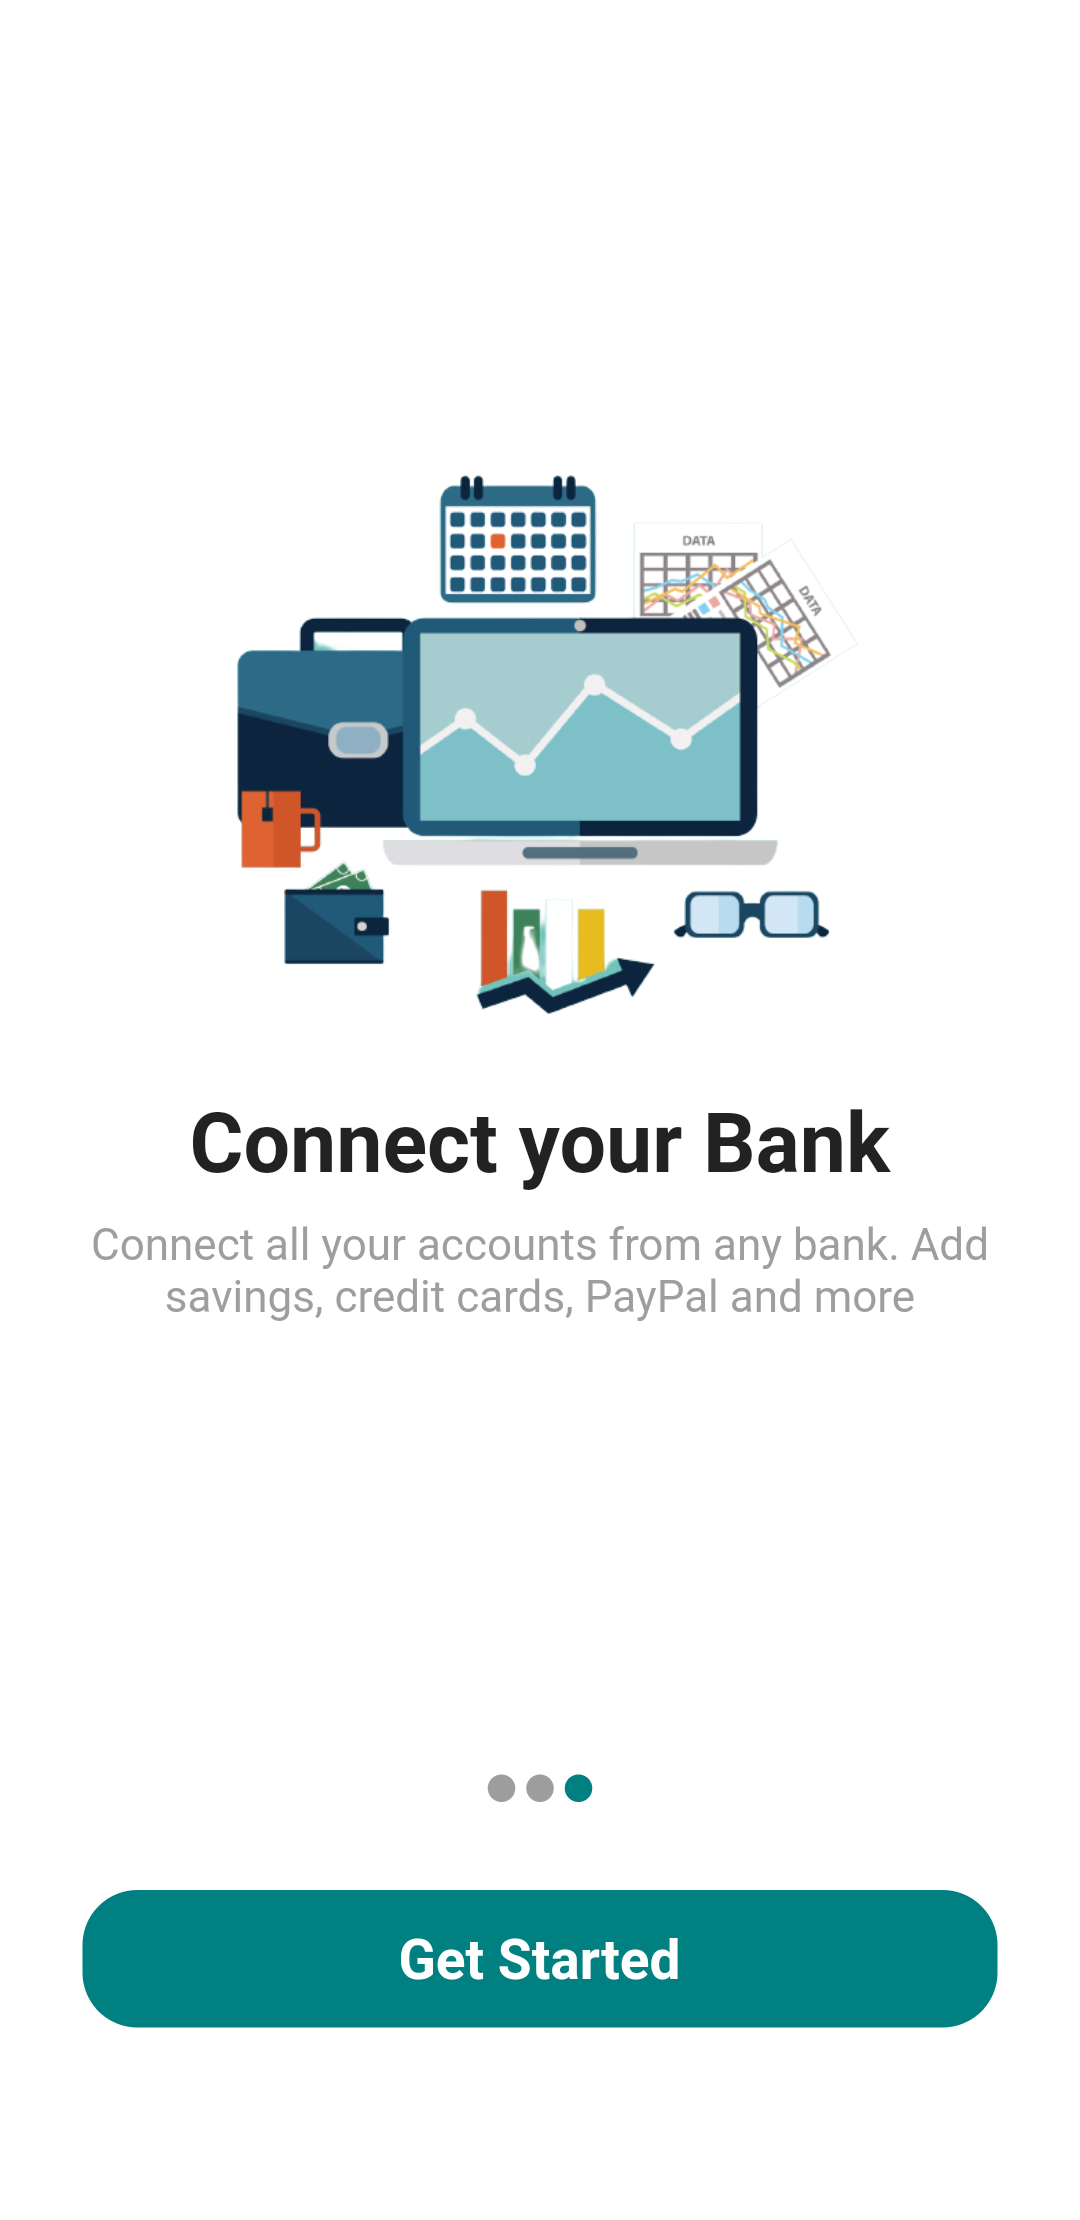 DATA
DATA
Connect your Bank
Connect all your accounts from any bank. Add
savings, credit cards, PayPal and more
Get Started